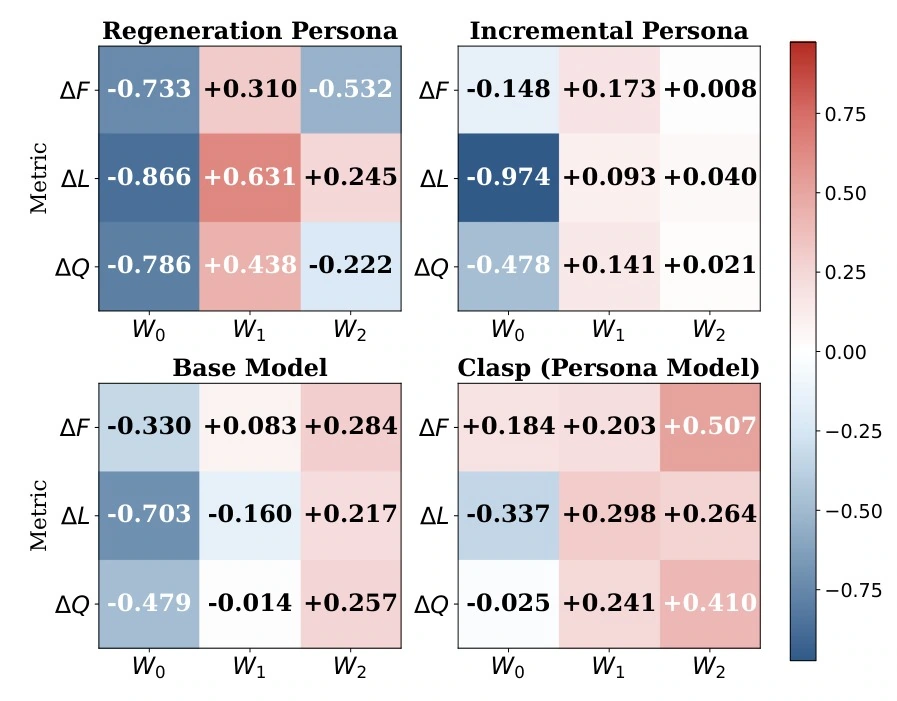 Regeneration Persona
Incremental Persona
Metric
ΔF -0.733 +0.310 -0.532
ΔL -0.866 +0.631 +0.245
ΔQ -0.786 +0.438 -0.222
W₀ W₁ W₂
ΔF -0.148 +0.173 +0.008
ΔL -0.974 +0.093 +0.040
ΔQ -0.478 +0.141 +0.021
W₀ W₁ W₂
Base Model
Clasp (Persona Model)
Metric
ΔF -0.330 +0.083 +0.284
ΔL -0.703 -0.160 +0.217
ΔQ -0.479 -0.014 +0.257
W₀ W₁ W₂
ΔF +0.184 +0.203 +0.507
ΔL -0.337 +0.298 +0.264
ΔQ -0.025 +0.241 +0.410
W₀ W₁ W₂
0.75
0.50
0.25
0.00
−0.25
−0.50
−0.75